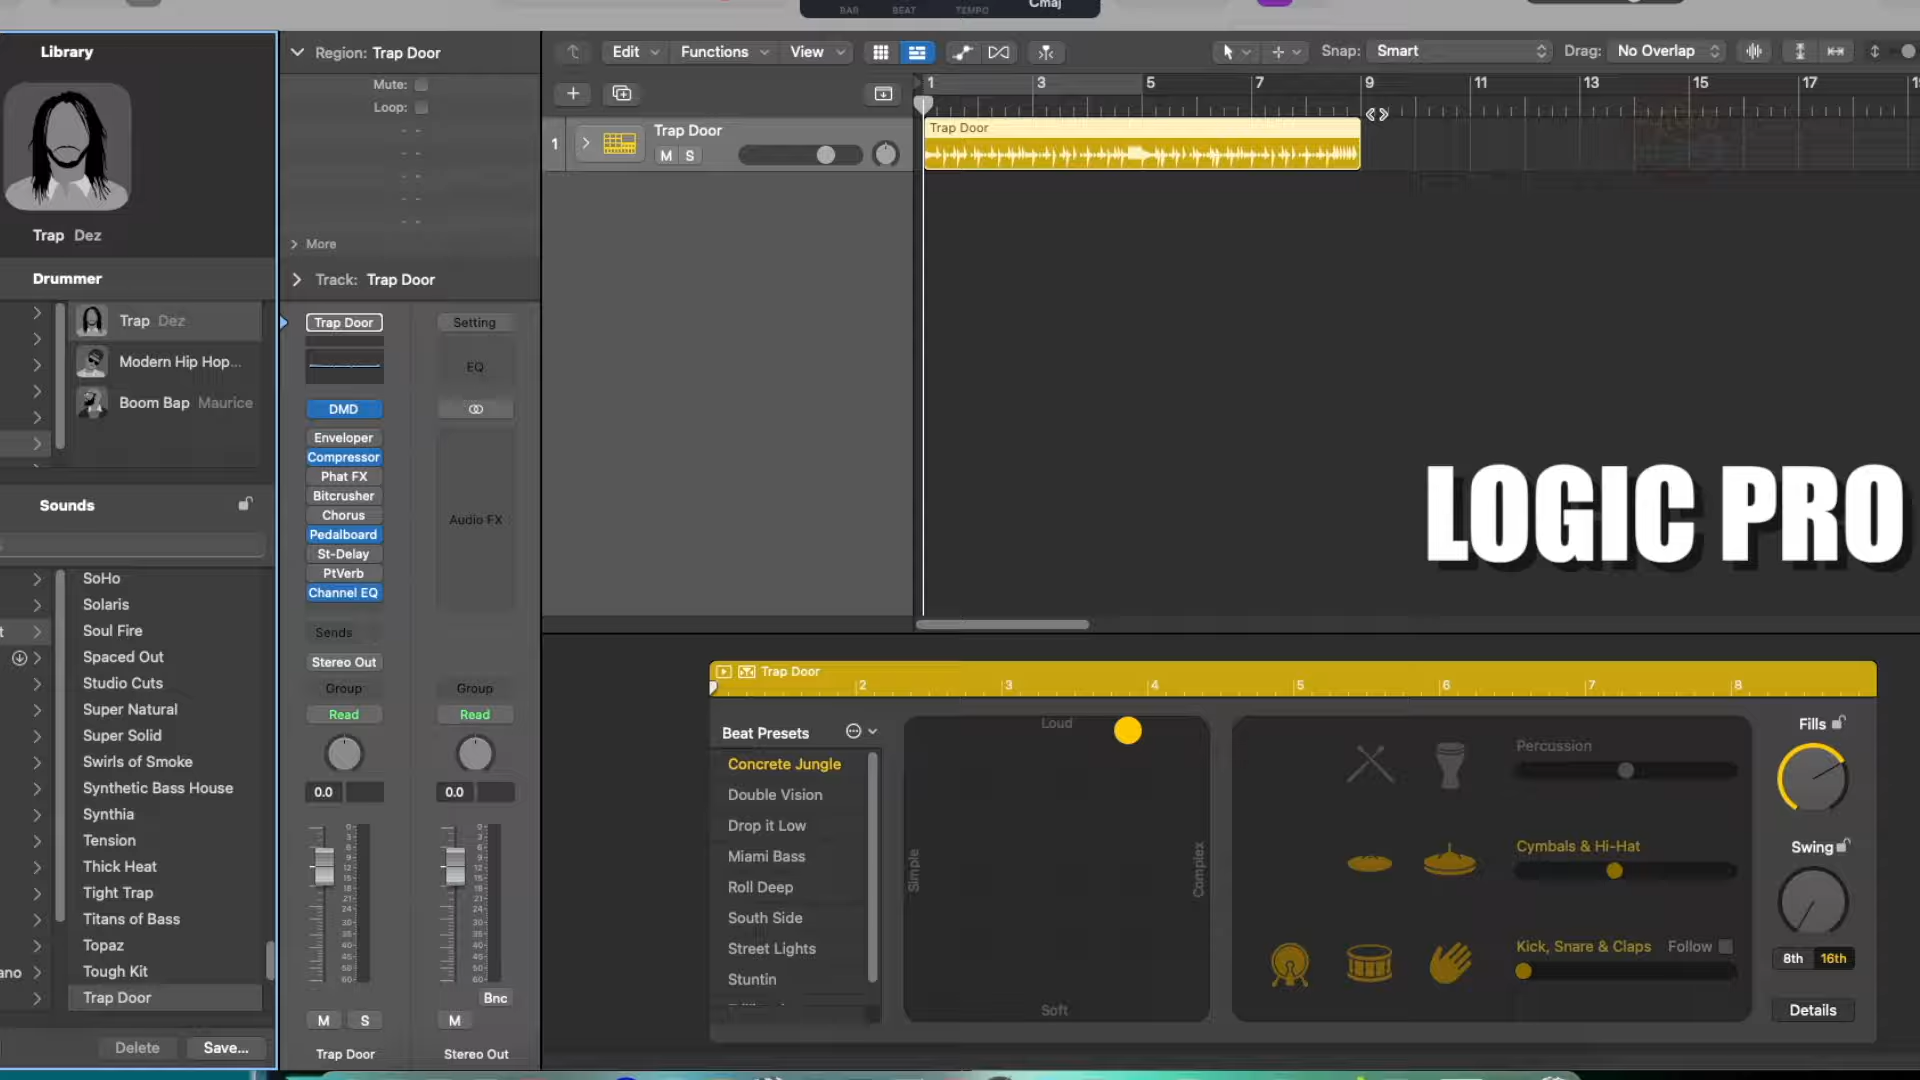 BAR BEAT TEMPO Cmaj
Library
Trap Dez
Drummer
Trap Dez
Modern Hip Hop...
Boom Bap Maurice
Sounds
SoHo
Solaris
Soul Fire
Spaced Out
Studio Cuts
Super Natural
Super Solid
Swirls of Smoke
Synthetic Bass House
Synthia
Tension
Thick Heat
Tight Trap
Titans of Bass
Topaz
Tough Kit
Trap Door
Delete Save...
Region: Trap Door
Mute:
Loop:
More
Track: Trap Door
Trap Door Setting
EQ
DMD
Enveloper
Compressor
Phat FX
Bitcrusher
Chorus
Pedalboard
St-Delay
PtVerb
Channel EQ
Audio FX
Sends
Stereo Out
Group Group
Read Read
0.0 0.0
Bnc
M S M
Trap Door Stereo Out
Edit Functions View Snap: Smart Drag: No Overlap
1 3 5 7 9 11 13 15 17
1 Trap Door
M S
Trap Door
LOGIC PRO
Trap Door
2 3 4 5 6 7 8
Beat Presets
Concrete Jungle
Double Vision
Drop it Low
Miami Bass
Roll Deep
South Side
Street Lights
Stuntin
Loud
Simple
Complex
Soft
Percussion
Cymbals & Hi-Hat
Kick, Snare & Claps Follow
Fills
Swing
8th 16th
Details